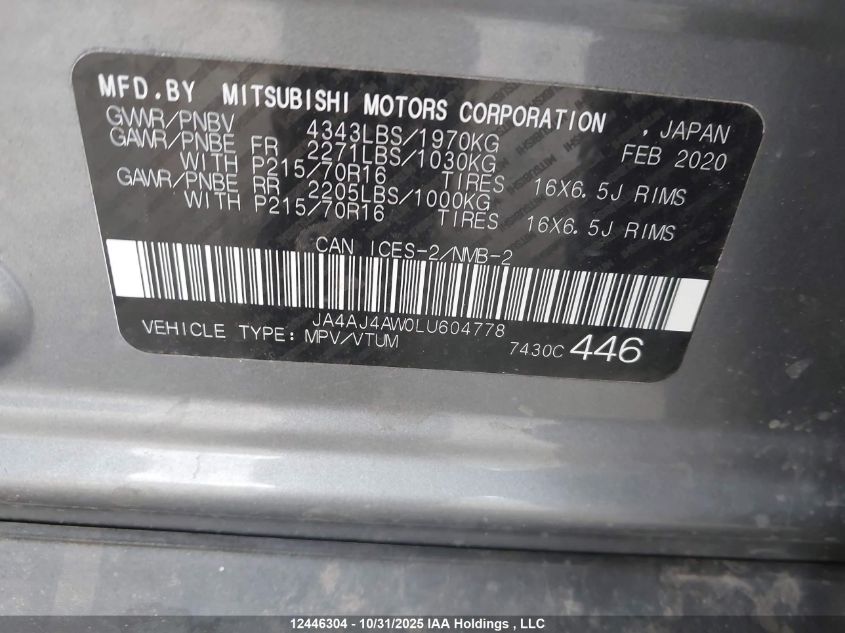 MFD.BY MITSUBISHI MOTORS CORPORATION , JAPAN
GVWR/PNBV 4343LBS/1970KG FEB 2020
GAWR/PNBE FR 2271LBS/1030KG
WITH P215/70R16 TIRES 16X6.5J RIMS
GAWR/PNBE RR 2205LBS/1000KG
WITH P215/70R16 TIRES 16X6.5J RIMS
CAN ICES-2/NMB-2
JA4AJ4AW0LU604778
VEHICLE TYPE: MPV/VTUM 7430C 446
12446304 - 10/31/2025 IAA Holdings , LLC